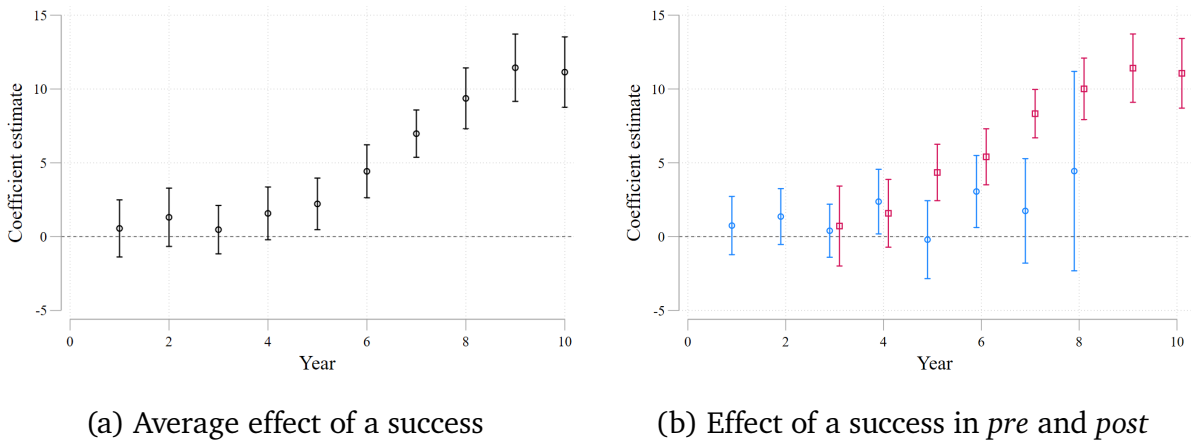 15
10
5
0
-5
Coefficient estimate
0 2 4 6 8 10
Year
(a) Average effect of a success
15
10
5
0
-5
Coefficient estimate
0 2 4 6 8 10
Year
(b) Effect of a success in pre and post